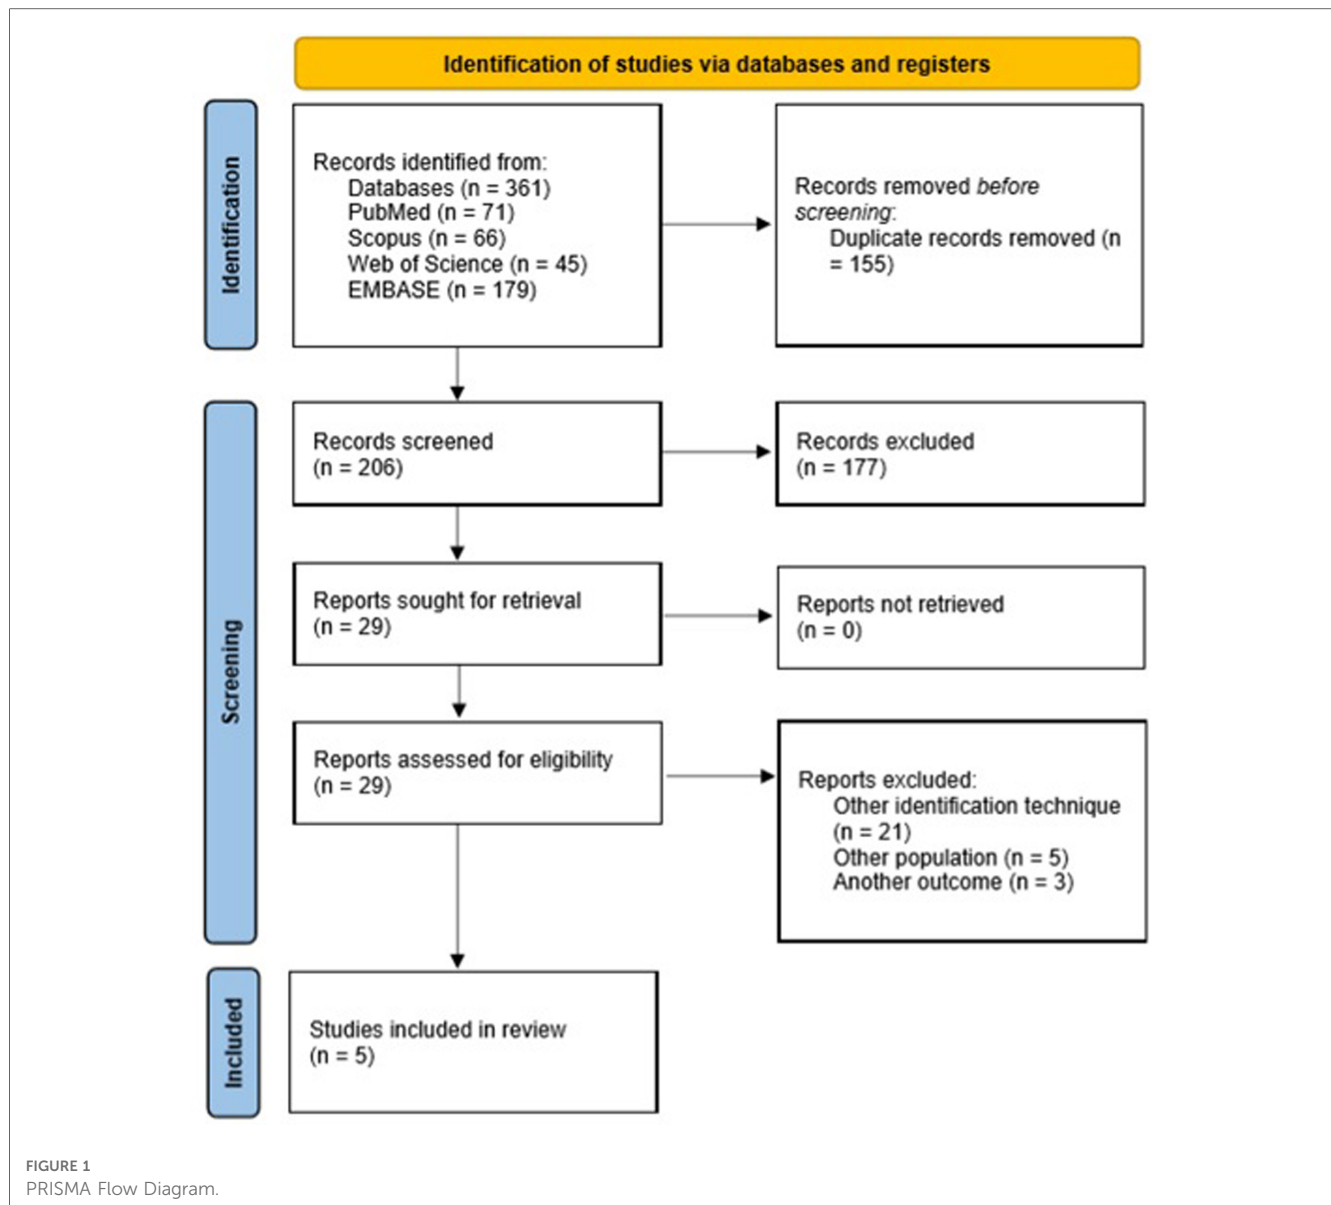 Identification of studies via databases and registers
Identification
Records identified from:
Databases (n = 361)
PubMed (n = 71)
Scopus (n = 66)
Web of Science (n = 45)
EMBASE (n = 179)
Records removed before
screening:
Duplicate records removed (n
= 155)
Screening
Records screened
(n = 206)
Records excluded
(n = 177)
Reports sought for retrieval
(n = 29)
Reports not retrieved
(n = 0)
Reports assessed for eligibility
(n = 29)
Reports excluded:
Other identification technique
(n = 21)
Other population (n = 5)
Another outcome (n = 3)
Included
Studies included in review
(n = 5)
FIGURE 1
PRISMA Flow Diagram.